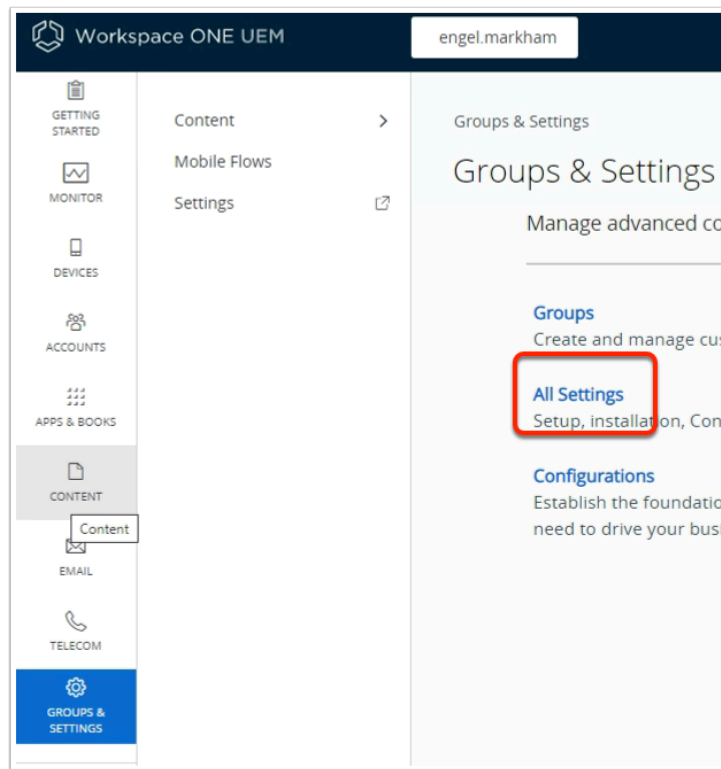 Workspace ONE UEM
engel.markham
GETTING
STARTED
MONITOR
DEVICES
ACCOUNTS
APPS & BOOKS
CONTENT
Content
EMAIL
TELECOM
GROUPS &
SETTINGS
Content
Mobile Flows
Settings
Groups & Settings
Groups & Settings
Manage advanced co
Groups
Create and manage cus
All Settings
Setup, installation, Con
Configurations
Establish the foundatio
need to drive your busi